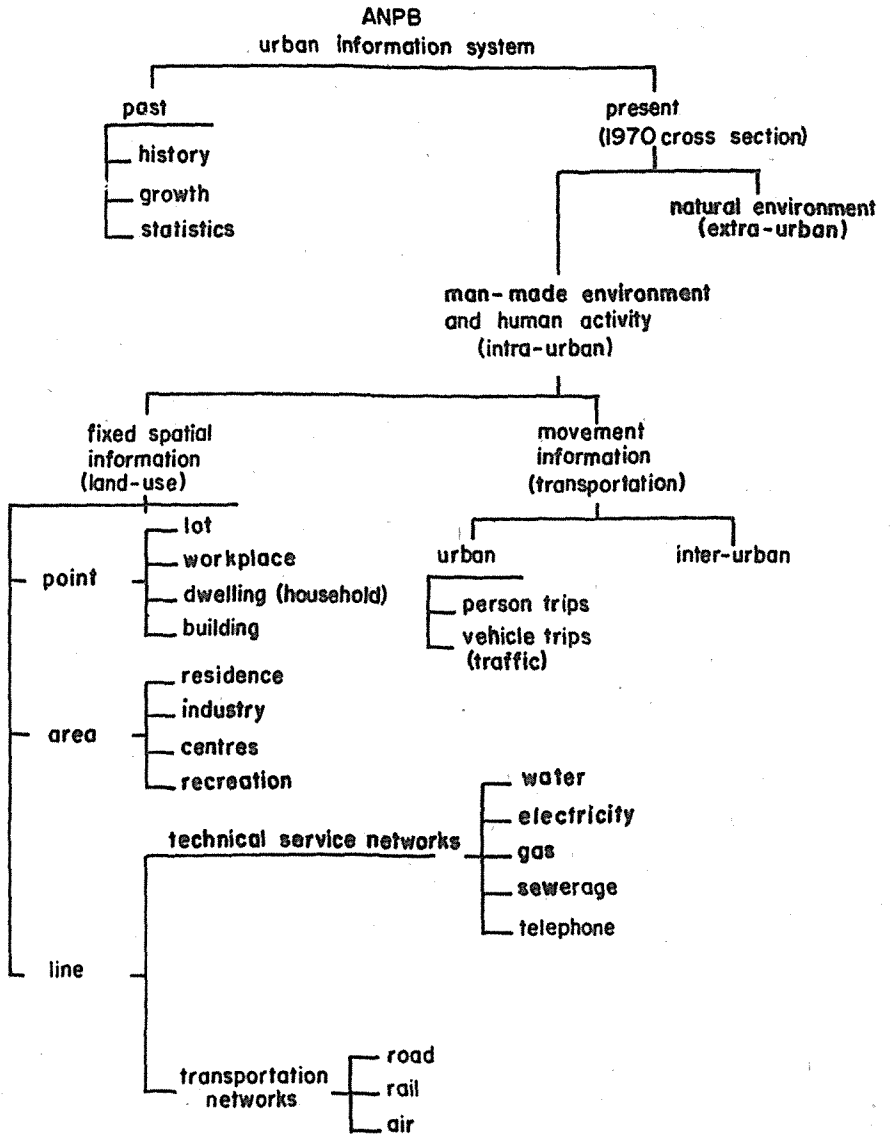 ANPB
urban information system
past
history
growth
statistics
present
(1970 cross section)
natural environment
(extra-urban)
man-made environment
and human activity
(intra-urban)
fixed spatial
information
(land-use)
movement
information
(transportation)
point
lot
workplace
dwelling (household)
building
urban
person trips
vehicle trips
(traffic)
inter-urban
area
residence
industry
centres
recreation
line
technical service networks
water
electricity
gas
sewerage
telephone
transportation
networks
road
rail
air